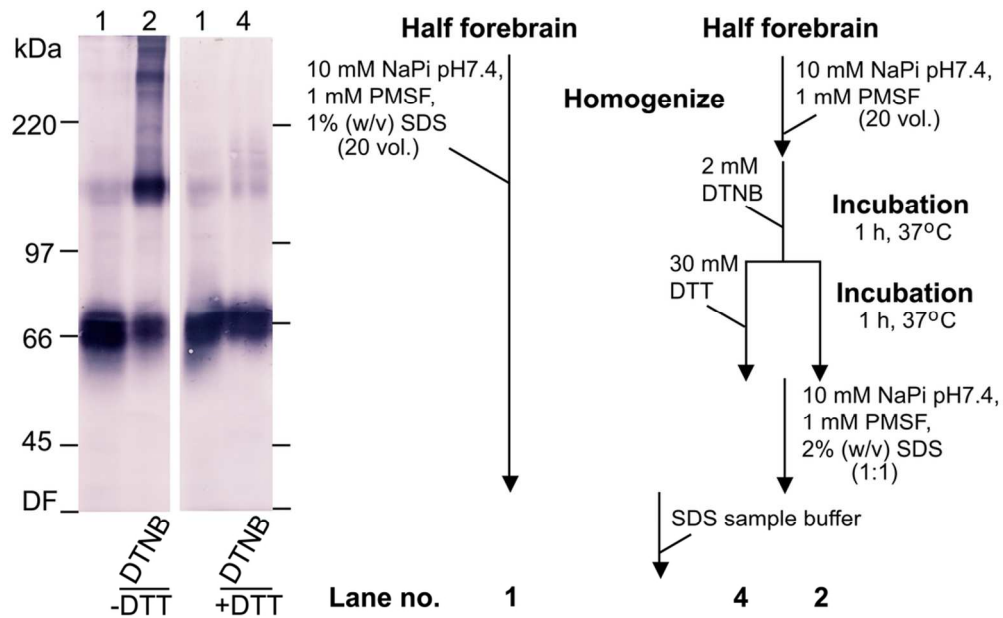 1 2 1 4
kDa
220
97
66
45
DF
DTNB
DTNB
-DTT
+DTT
Half forebrain
10 mM NaPi pH7.4,
1 mM PMSF,
1% (w/v) SDS
(20 vol.)
Homogenize
Half forebrain
10 mM NaPi pH7.4,
1 mM PMSF
(20 vol.)
2 mM
DTNB
Incubation
1 h, 37ºC
30 mM
DTT
Incubation
1 h, 37ºC
10 mM NaPi pH7.4,
1 mM PMSF,
2% (w/v) SDS
(1:1)
SDS sample buffer
Lane no. 1 4 2